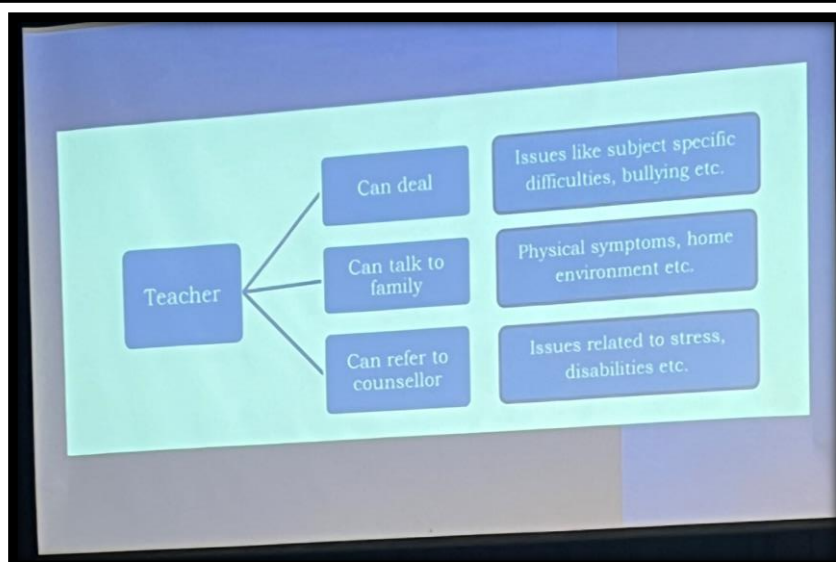 Teacher
Can deal
Issues like subject specific
difficulties, bullying etc.
Can talk to
family
Physical symptoms, home
environment etc.
Can refer to
counsellor
Issues related to stress,
disabilities etc.